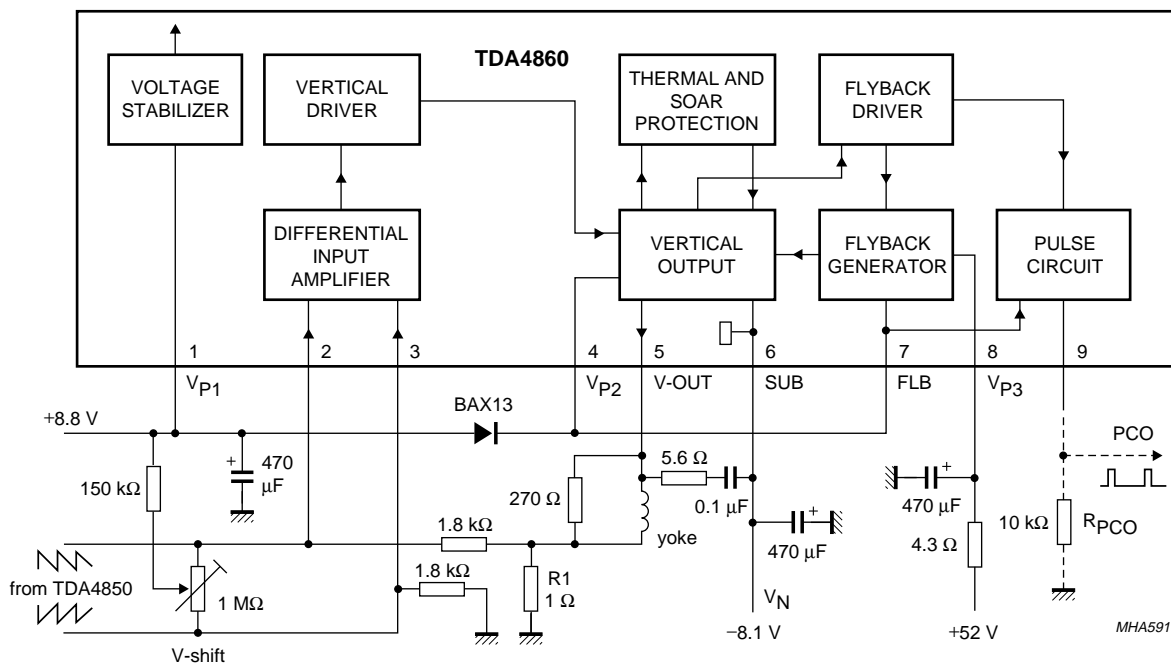 TDA4860
VOLTAGE
STABILIZER
VERTICAL
DRIVER
THERMAL AND
SOAR
PROTECTION
FLYBACK
DRIVER
DIFFERENTIAL
INPUT
AMPLIFIER
VERTICAL
OUTPUT
FLYBACK
GENERATOR
PULSE
CIRCUIT
1 2 3 4 5 6 7 8 9
VP1 VP2 V-OUT SUB FLB VP3
+8.8 V
BAX13
PCO
150 kΩ
+
470
μF
270 Ω
5.6 Ω
0.1 μF
+
470 μF
+
470 μF
10 kΩ
RPCO
1.8 kΩ
yoke
4.3 Ω
from TDA4850
1 MΩ
1.8 kΩ
R1
1 Ω
VN
−8.1 V
+52 V
V-shift
MHA591